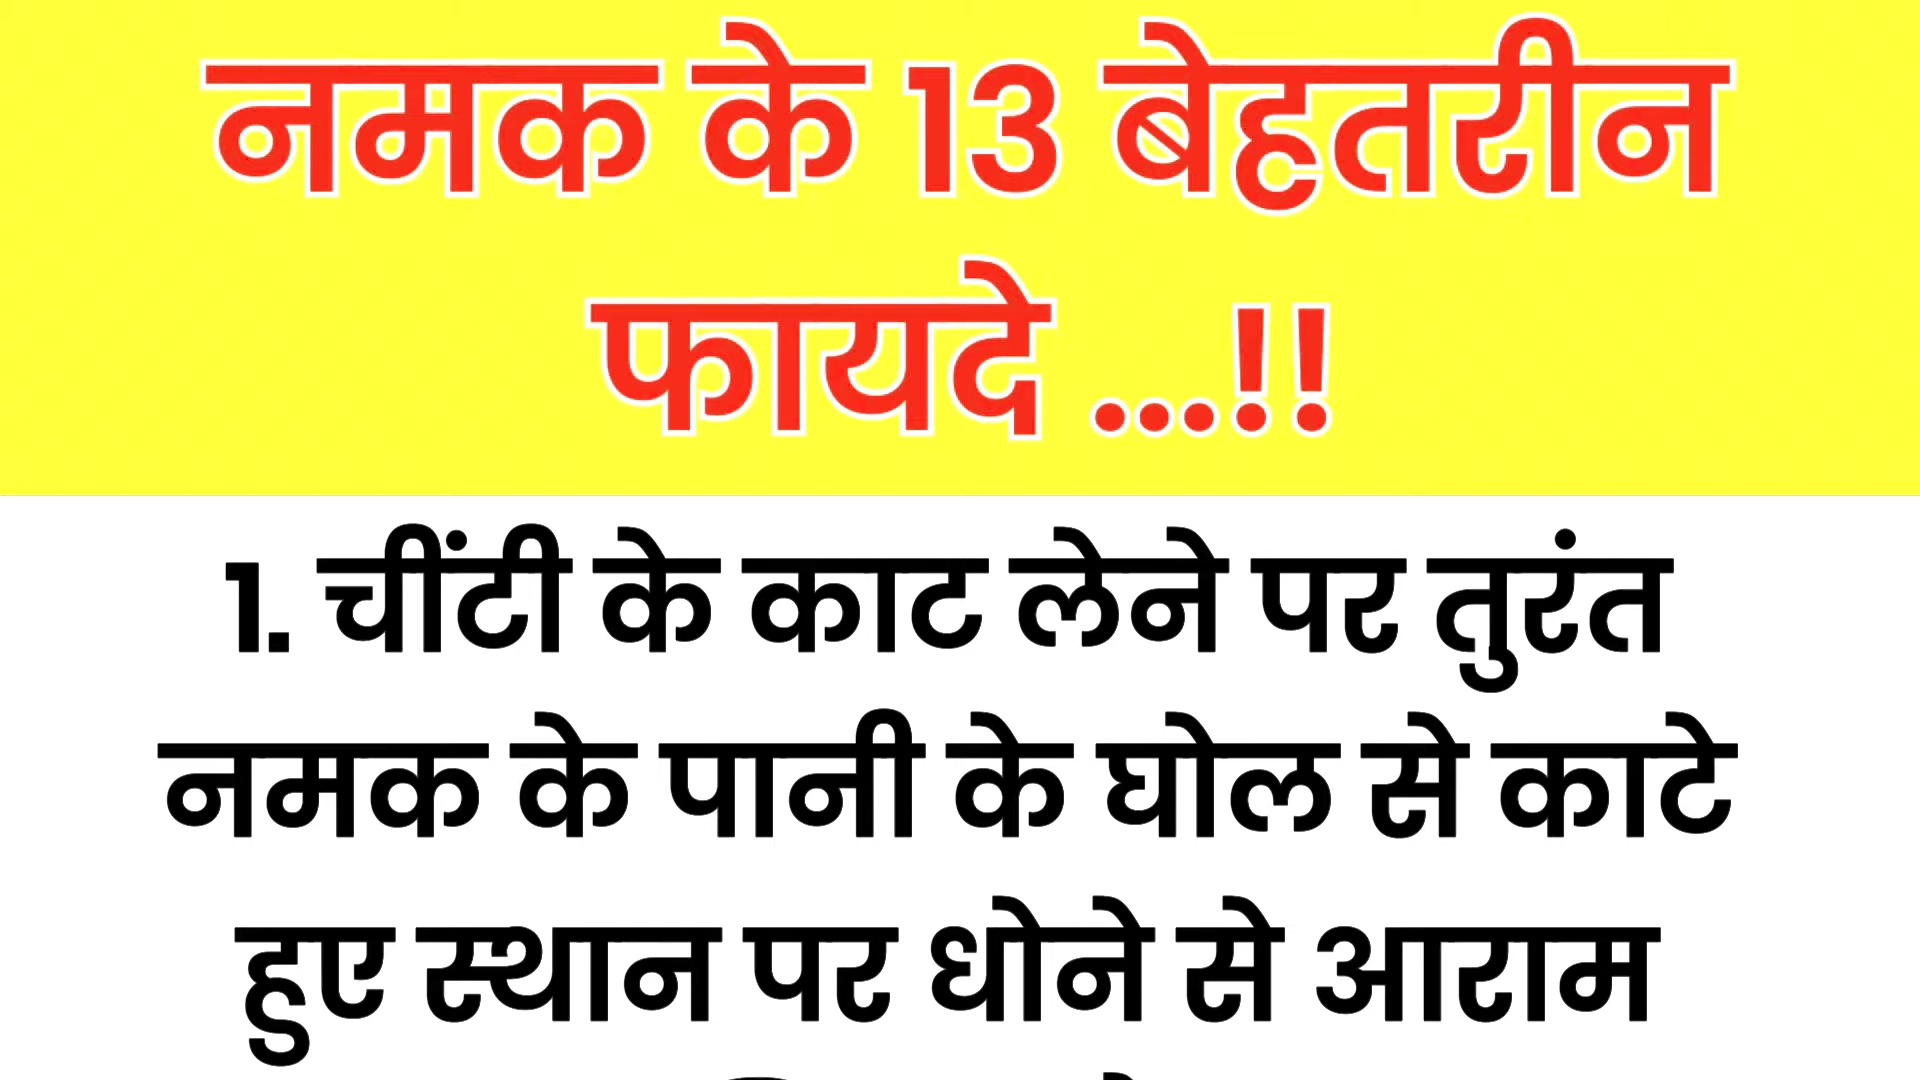 नमक के 13 बेहतरीन
फायदे ...!!
1. चींटी के काट लेने पर तुरंत
नमक के पानी के घोल से काटे
हुए स्थान पर धोने से आराम